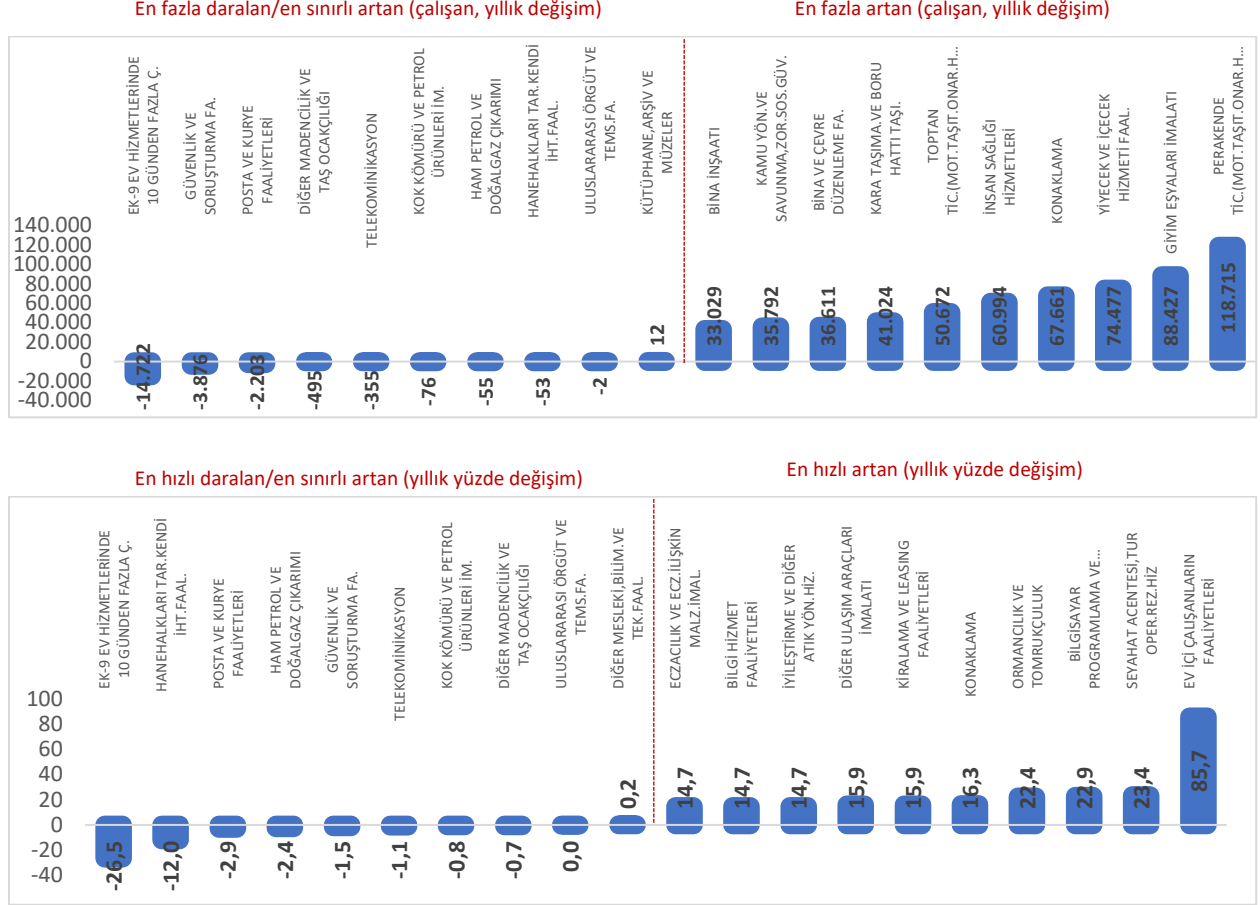 En fazla daralan/en sınırlı artan (çalışan, yıllık değişim)
En fazla artan (çalışan, yıllık değişim)
EK-9 EV HİZMETLERİNDE
10 GÜNDEN FAZLA Ç.
GÜVENLİK VE
SORUŞTURMA FA.
POSTA VE KURYE
FAALİYETLERİ
DİĞER MADENCİLİK VE
TAŞ OCAKÇILIĞI
TELEKOMİNİKASYON
KOK KÖMÜRÜ VE PETROL
ÜRÜNLERİ İM.
HAM PETROL VE
DOĞALGAZ ÇIKARIMI
HANEHALKLARI TAR.KENDİ
İHT.FAAL.
ULUSLARARASI ÖRGÜT VE
TEMS.FA.
KÜTÜPHANE,ARŞİV VE
MÜZELER
BİNA İNŞAATI
KAMU YÖN.VE
SAVUNMA,ZOR.SOS.GÜV.
BİNA VE ÇEVRE
DÜZENLEME FA.
KARA TAŞIMA.VE BORU
HATTI TAŞI.
TOPTAN
TİC.(MOT.TAŞIT.ONAR.H…
İNSAN SAĞLIĞI
HİZMETLERİ
KONAKLAMA
YİYECEK VE İÇECEK
HİZMETİ FAAL.
GİYİM EŞYALARI İMALATI
PERAKENDE
TİC.(MOT.TAŞIT.ONAR.H…
140.000
120.000
100.000
80.000
60.000
40.000
20.000
0
-20.000
-40.000
-14.722
-3.876
-2.203
-495
-355
-76
-55
-53
-2
12
33.029
35.792
36.611
41.024
50.672
60.994
67.661
74.477
88.427
118.715
En hızlı daralan/en sınırlı artan (yıllık yüzde değişim)
En hızlı artan (yıllık yüzde değişim)
EK-9 EV HİZMETLERİNDE
10 GÜNDEN FAZLA Ç.
HANEHALKLARI TAR.KENDİ
İHT.FAAL.
POSTA VE KURYE
FAALİYETLERİ
HAM PETROL VE
DOĞALGAZ ÇIKARIMI
GÜVENLİK VE
SORUŞTURMA FA.
TELEKOMİNİKASYON
KOK KÖMÜRÜ VE PETROL
ÜRÜNLERİ İM.
DİĞER MADENCİLİK VE
TAŞ OCAKÇILIĞI
ULUSLARARASI ÖRGÜT VE
TEMS.FA.
DİĞER MESLEKİ,BİLİM.VE
TEK.FAAL.
ECZACILIK VE ECZ.İLİŞKİN
MALZ.İMAL.
BİLGİ HİZMET
FAALİYETLERİ
İYİLEŞTİRME VE DİĞER
ATIK YÖN.HİZ.
DİĞER ULAŞIM ARAÇLARI
İMALATI
KİRALAMA VE LEASING
FAALİYETLERİ
KONAKLAMA
ORMANCILIK VE
TOMRUKÇULUK
BİLGİSAYAR
PROGRAMLAMA VE…
SEYAHAT ACENTESİ,TUR
OPER.REZ.HİZ
EV İÇİ ÇALIŞANLARIN
FAALİYETLERİ
100
80
60
40
20
0
-20
-40
-26,5
-12,0
-2,9
-2,4
-1,5
-1,1
-0,8
-0,7
0,0
0,2
14,7
14,7
14,7
15,9
15,9
16,3
22,4
22,9
23,4
85,7